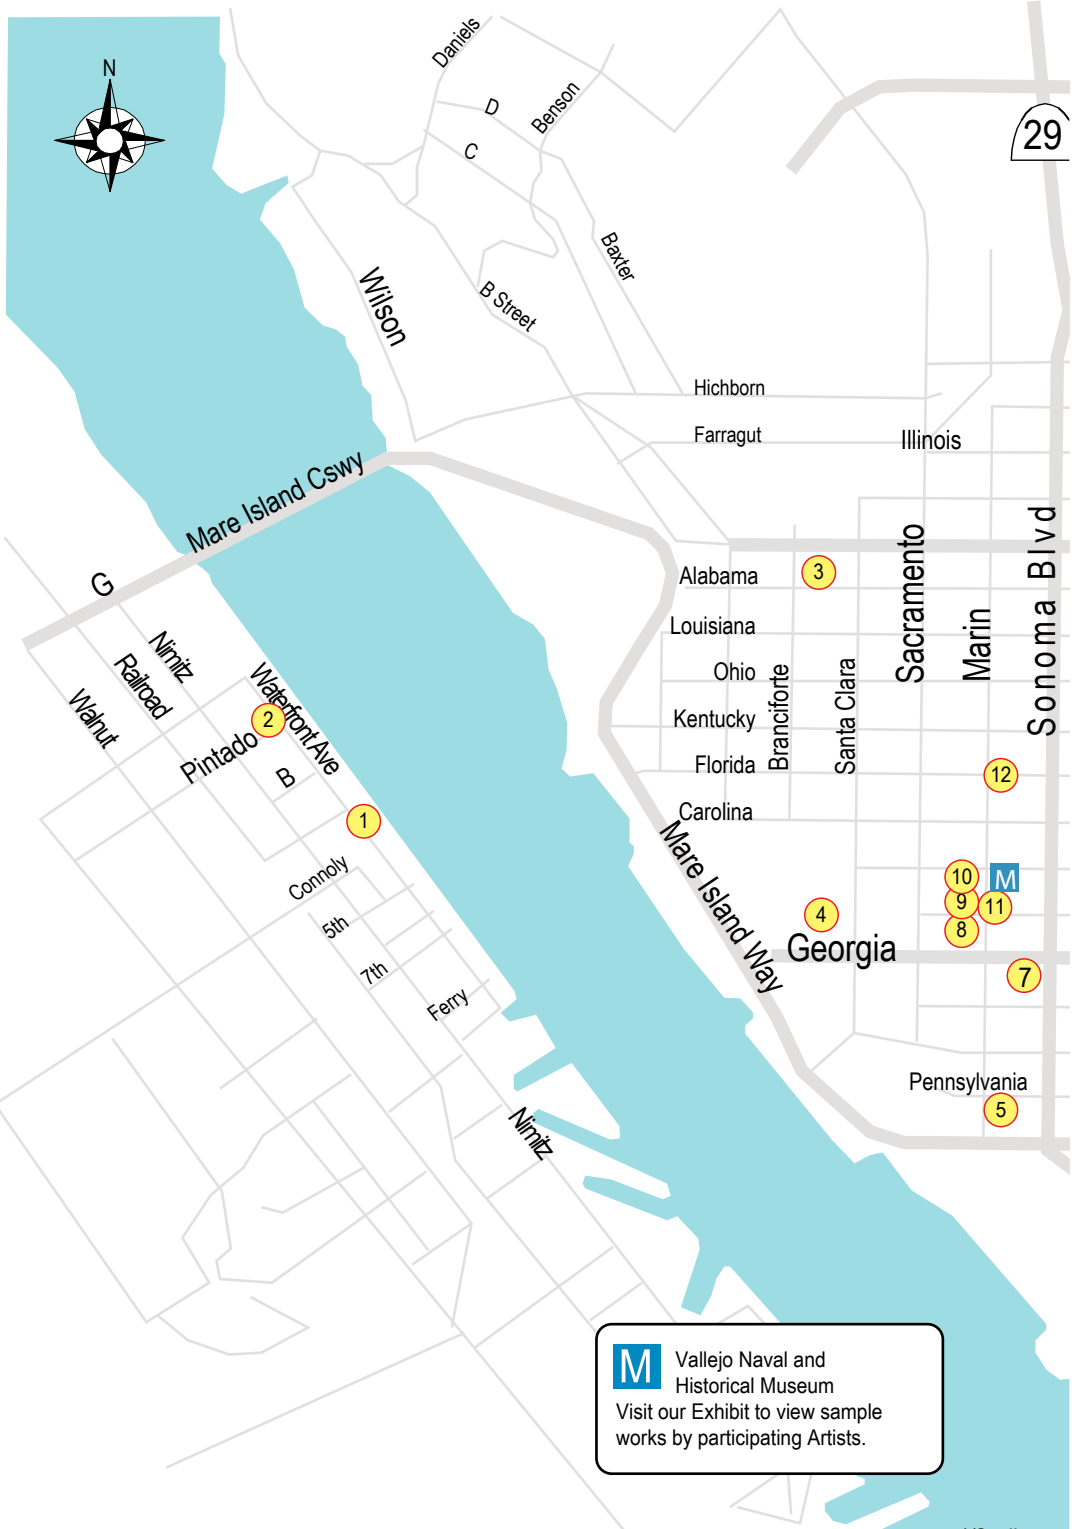 N
Daniels
D
Benson
C
29
Baxter
Wilson
B Street
Hichborn
Farragut
Illinois
Mare Island Cswy
G
Sacramento
Sonoma Blvd
3
Alabama
Marin
Louisiana
Nimitz
Railroad
Walnut
Waterfront Ave
Ohio
Branciforte
Santa Clara
2
Kentucky
Pintado
B
Florida
12
Carolina
1
Mare Island Way
Connoly
10
M
9
11
4
8
5th
Georgia
7th
7
Ferry
Pennsylvania
5
Nimitz
M
Vallejo Naval and
Historical Museum
Visit our Exhibit to view sample
works by participating Artists.